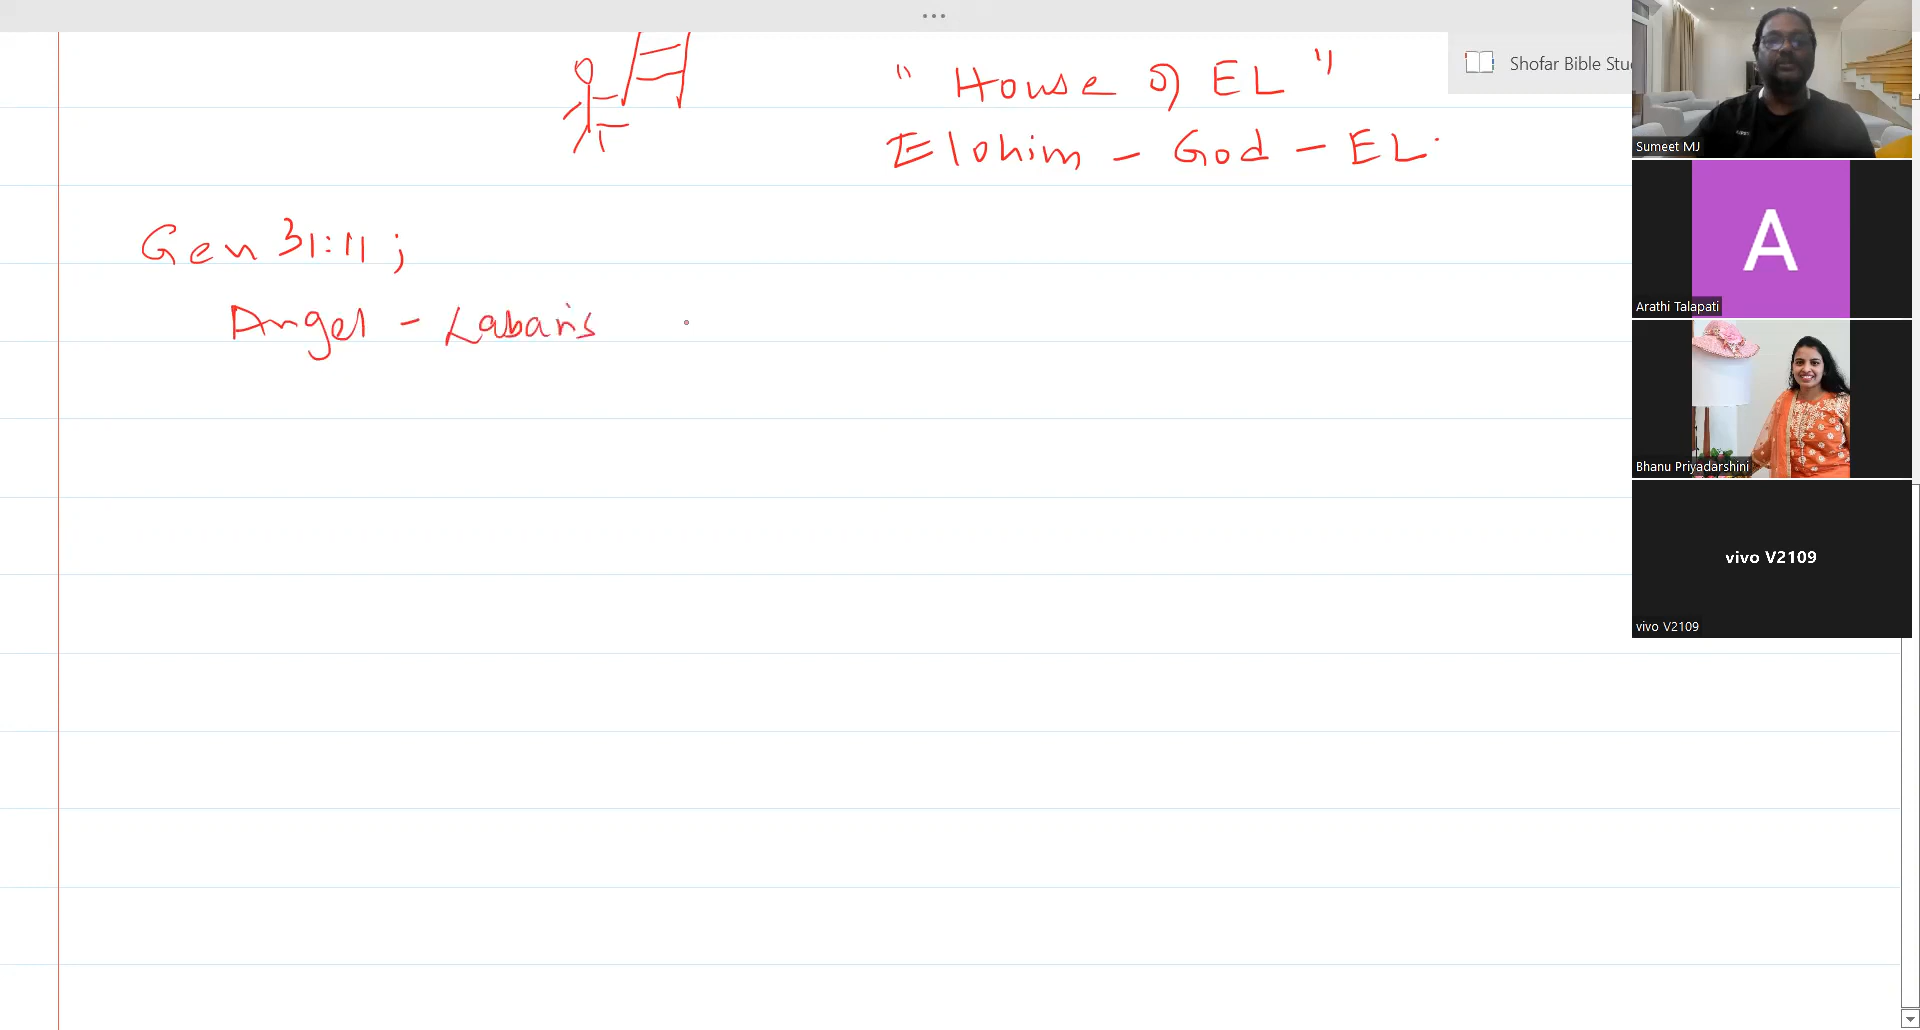 ...
" House of EL "
Shofar Bible Stu
Elohim - God - EL
Gen 31:11 ;
Angel - Laban's
Sumeet MJ
A
Arathi Talapati
Bhanu Priyadarshini
vivo V2109
vivo V2109